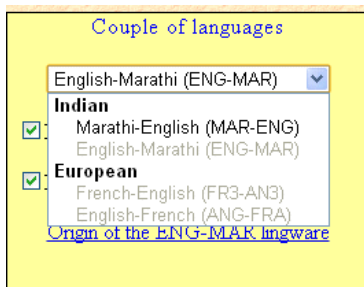 Couple of languages
English-Marathi (ENG-MAR)
Indian
Marathi-English (MAR-ENG)
English-Marathi (ENG-MAR)
European
French-English (FR3-AN3)
English-French (ANG-FRA)
Origin of the ENG-MAR lingware